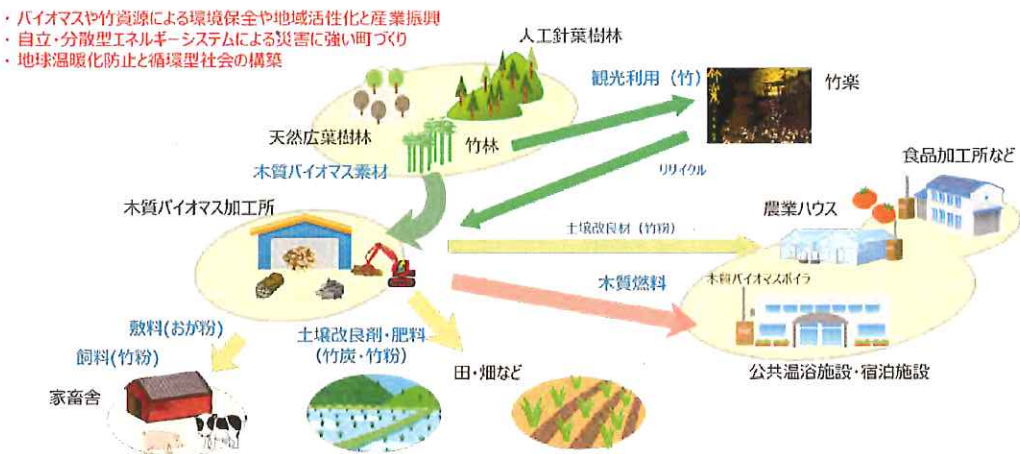 ・バイオマスや竹資源による環境保全や地域活性化と産業振興
・自立・分散型エネルギーシステムによる災害に強い町づくり
・地球温暖化防止と循環型社会の構築
人工針葉樹林
観光利用（竹）
竹楽
天然広葉樹林
竹林
木質バイオマス素材
リサイクル
食品加工所など
木質バイオマス加工所
農業ハウス
土壌改良材（竹粉）
木質燃料
木質バイオマスボイラ
敷料(おが粉)
飼料(竹粉)
土壌改良剤・肥料
(竹炭・竹粉)
田・畑など
家畜舎
公共温浴施設・宿泊施設